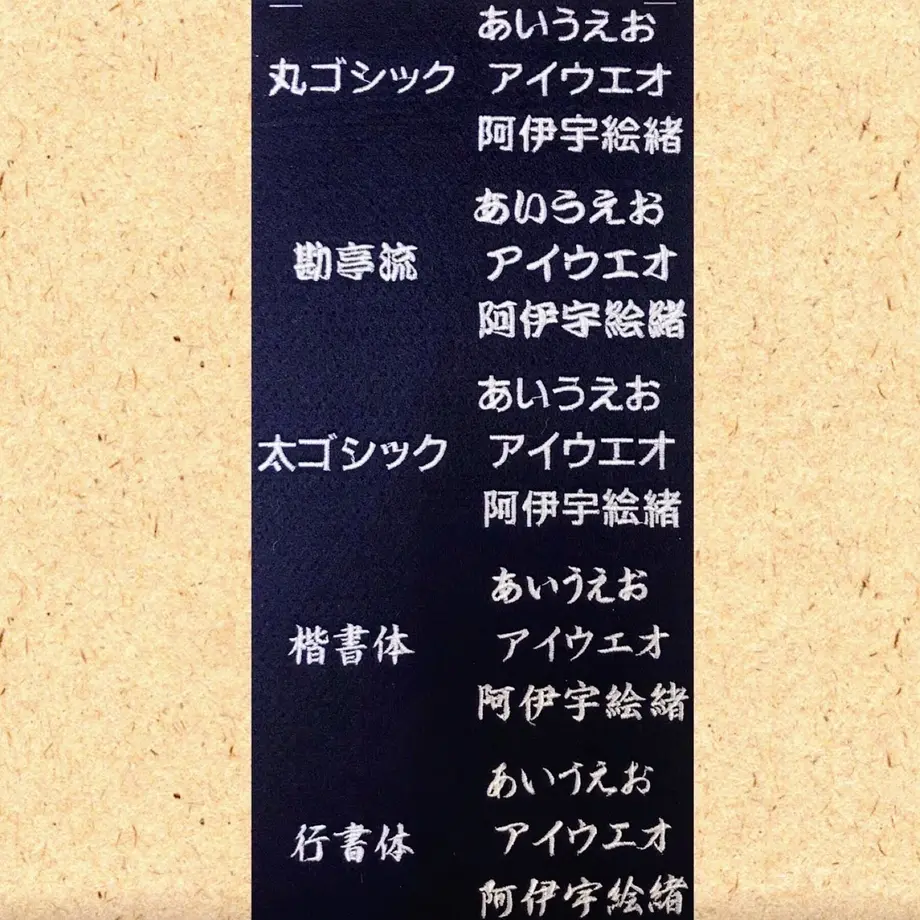 あいうえお
丸ゴシック アイウエオ
阿伊宇絵緒
あいうえお
勘亭流 アイウエオ
阿伊宇絵緒
あいうえお
太ゴシック アイウエオ
阿伊宇絵緒
あいうえお
楷書体 アイウエオ
阿伊宇絵緒
あいうえお
行書体 アイウエオ
阿伊宇絵緒